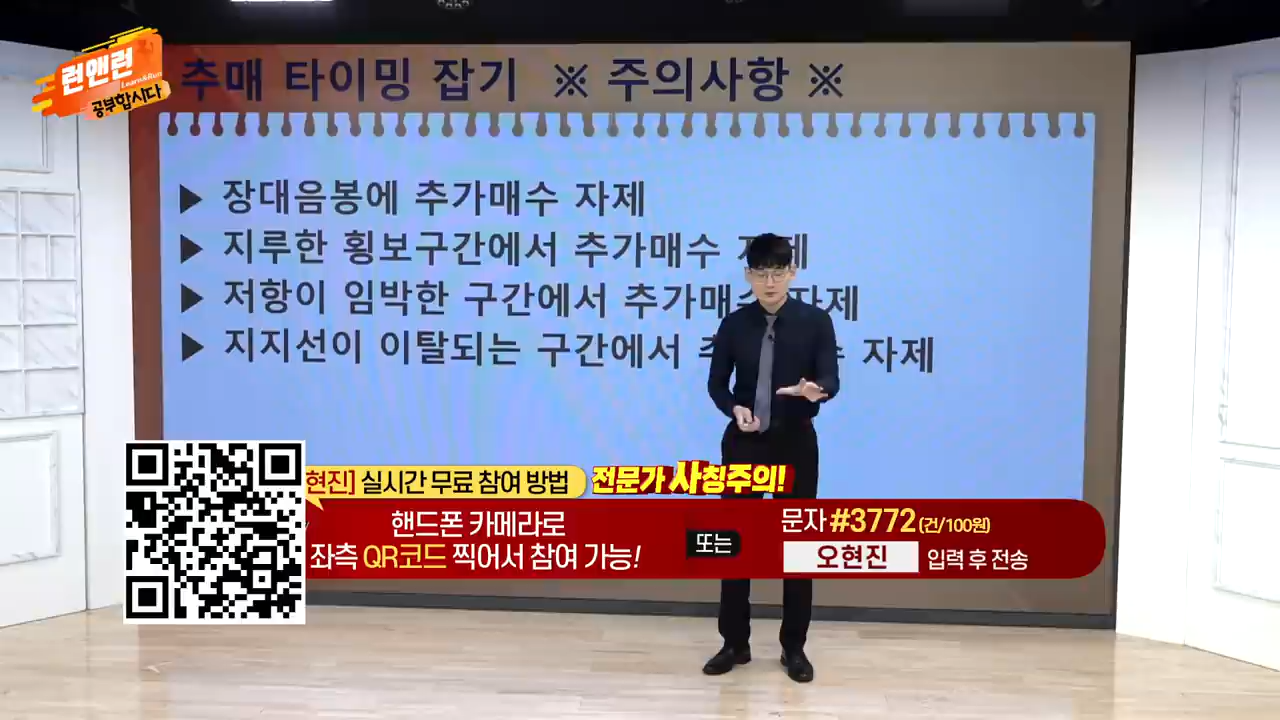 런앤런
Learn&Run
공부합시다
추매 타이밍 잡기 ※ 주의사항 ※
▶ 장대음봉에 추가매수 자제
▶ 지루한 횡보구간에서 추가매수 자제
▶ 저항이 임박한 구간에서 추가매수 자제
▶ 지지선이 이탈되는 구간에서 추 수 자제
현진] 실시간 무료 참여 방법
전문가 사칭주의!
핸드폰 카메라로
좌측 QR코드 찍어서 참여 가능!
또는
문자 #3772 (건/100원)
오현진 입력 후 전송